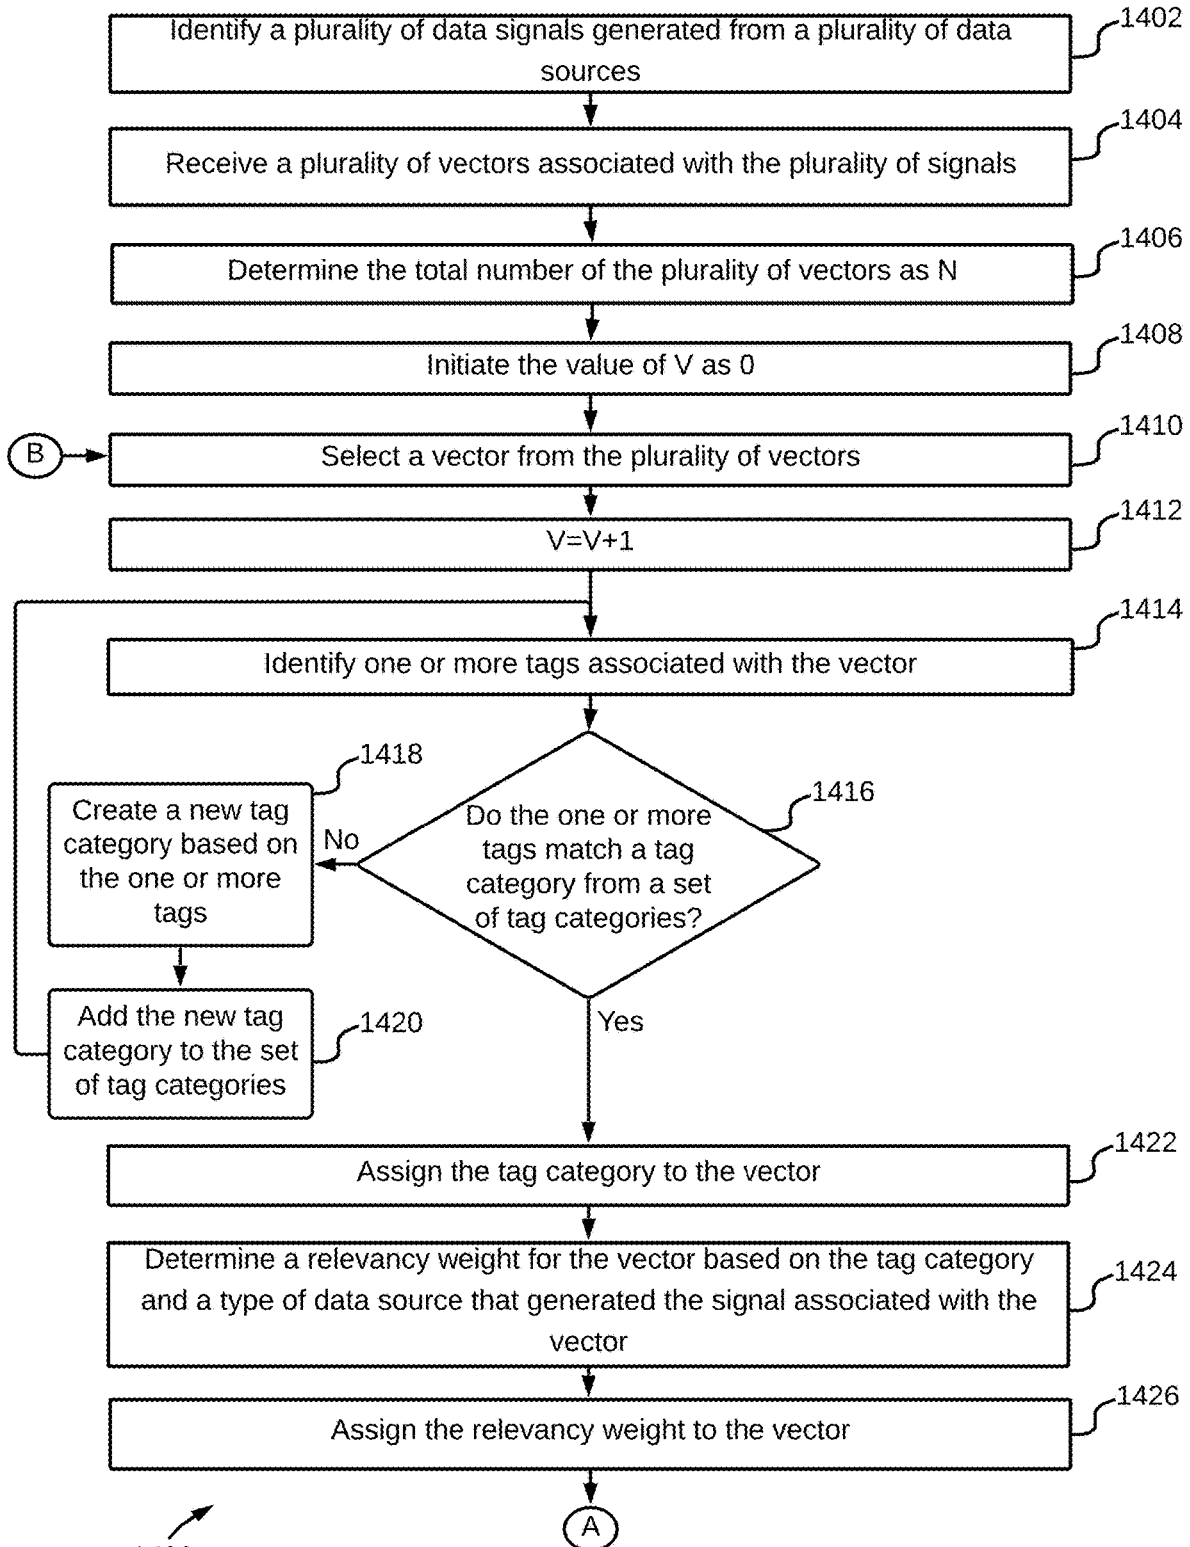 Identify a plurality of data signals generated from a plurality of data
sources
1402
Receive a plurality of vectors associated with the plurality of signals
1404
Determine the total number of the plurality of vectors as N
1406
Initiate the value of V as 0
1408
B
Select a vector from the plurality of vectors
1410
V=V+1
1412
Identify one or more tags associated with the vector
1414
Do the one or more
tags match a tag
category from a set
of tag categories?
1416
No
Create a new tag
category based on
the one or more
tags
1418
Add the new tag
category to the set
of tag categories
1420
Yes
Assign the tag category to the vector
1422
Determine a relevancy weight for the vector based on the tag category
and a type of data source that generated the signal associated with the
vector
1424
Assign the relevancy weight to the vector
1426
A